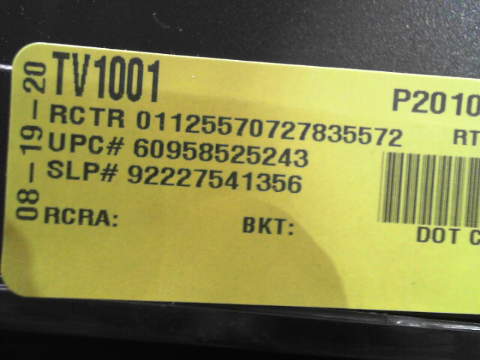 08-19-20
TV1001
P2010
RCTR 01125570727835572 RT
UPC# 60958525243
SLP# 92227541356
RCRA: BKT:
DOT C